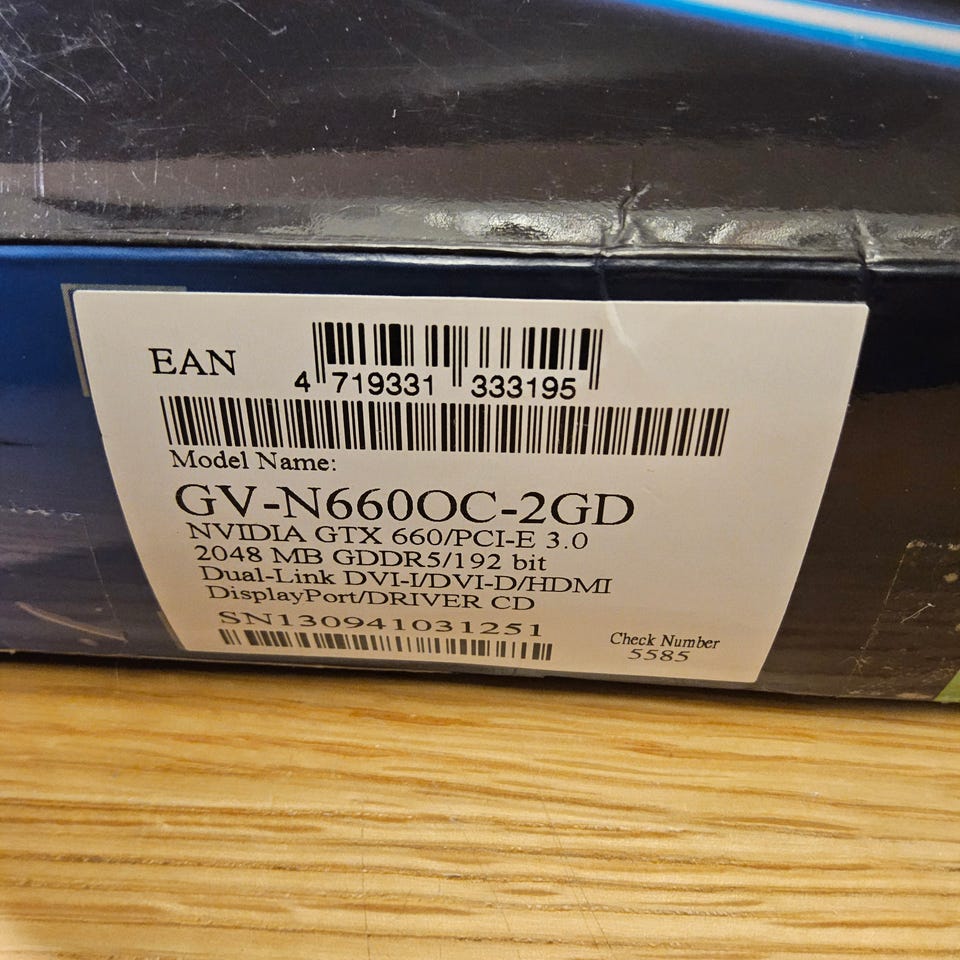 EAN
4 719331 333195
Model Name:
GV-N660OC-2GD
NVIDIA GTX 660/PCI-E 3.0
2048 MB GDDR5/192 bit
Dual-Link DVI-I/DVI-D/HDMI
DisplayPort/DRIVER CD
SN130941031251
Check Number
5585